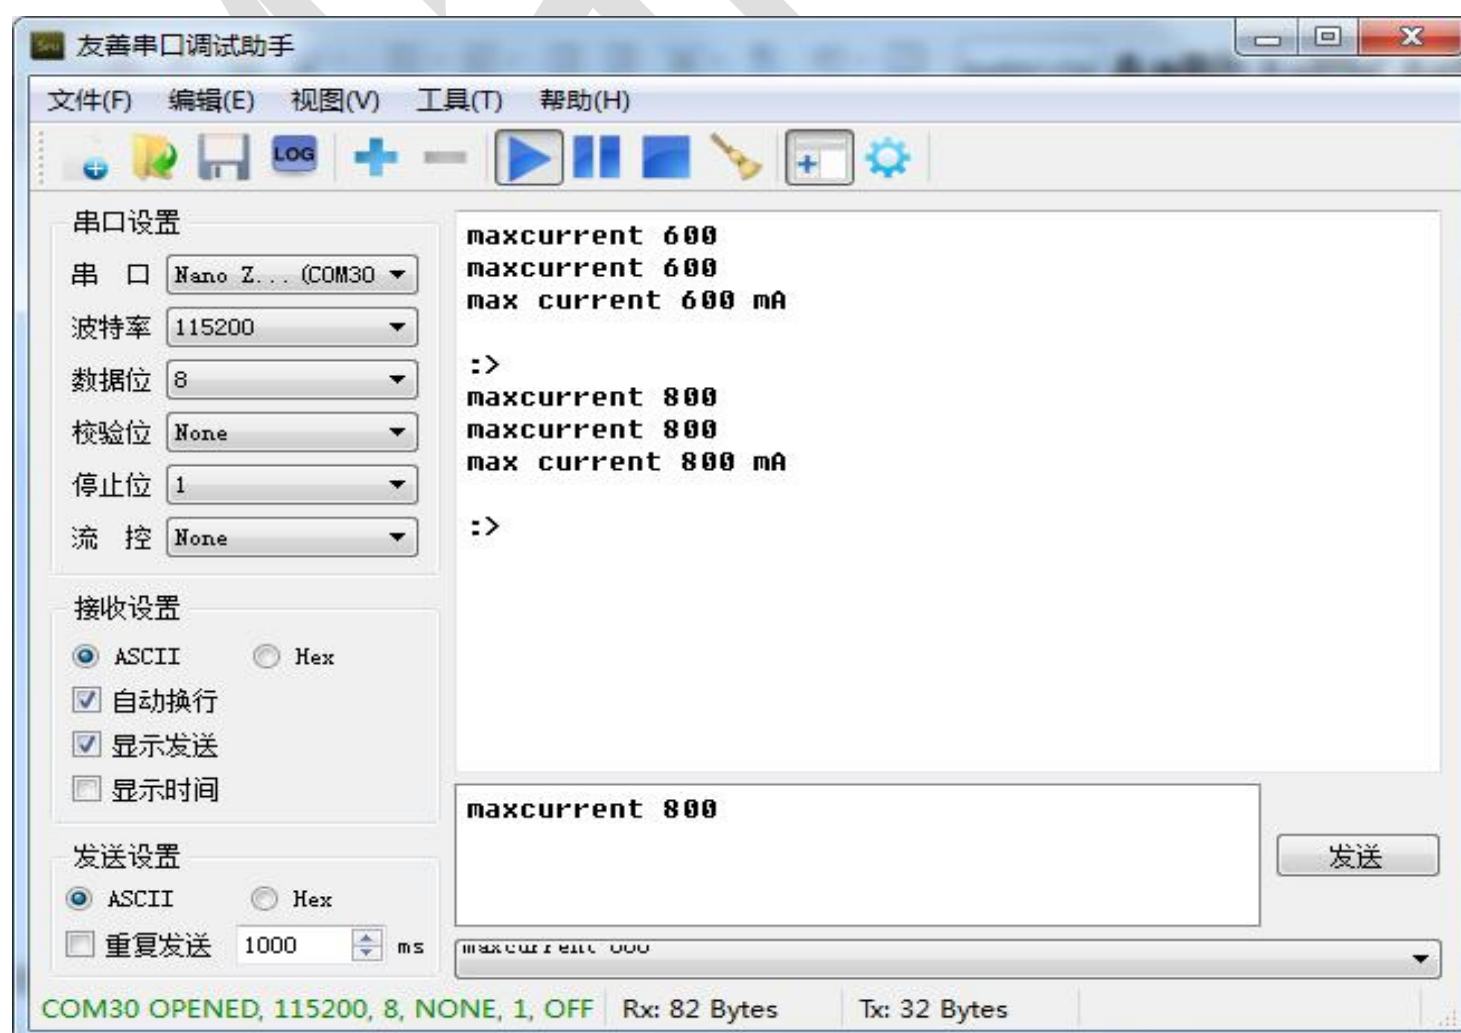 友善串口调试助手
文件(F) 编辑(E) 视图(V) 工具(T) 帮助(H)
LOG
串口设置
串 口 Nano Z... (COM30
波特率 115200
数据位 8
校验位 None
停止位 1
流 控 None
接收设置
ASCII Hex
自动换行
显示发送
显示时间
发送设置
ASCII Hex
重复发送 1000 ms
maxcurrent 600
maxcurrent 600
max current 600 mA
:>
maxcurrent 800
maxcurrent 800
max current 800 mA
:>
maxcurrent 800
发送
COM30 OPENED, 115200, 8, NONE, 1, OFF Rx: 82 Bytes Tx: 32 Bytes